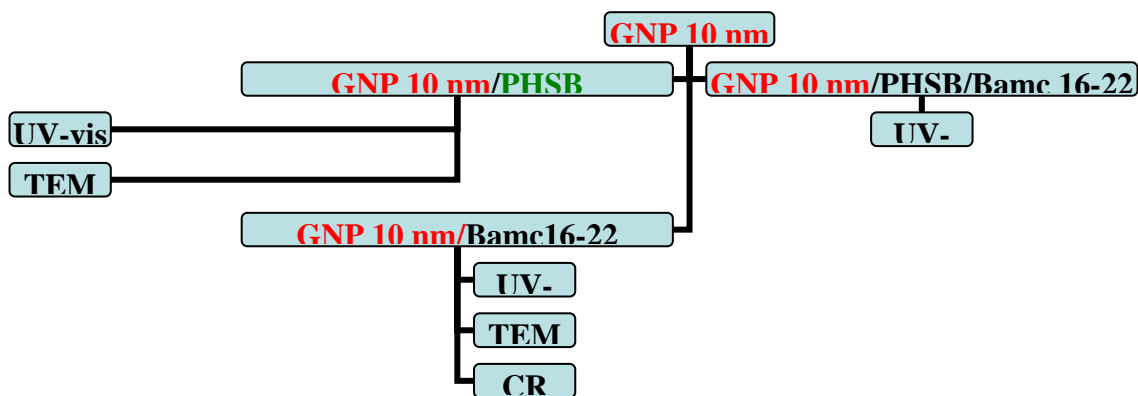 GNP 10 nm
GNP 10 nm/PHSB
GNP 10 nm/PHSB/Bamc 16-22
UV-vis
UV-
TEM
GNP 10 nm/Bamc16-22
UV-
TEM
CR